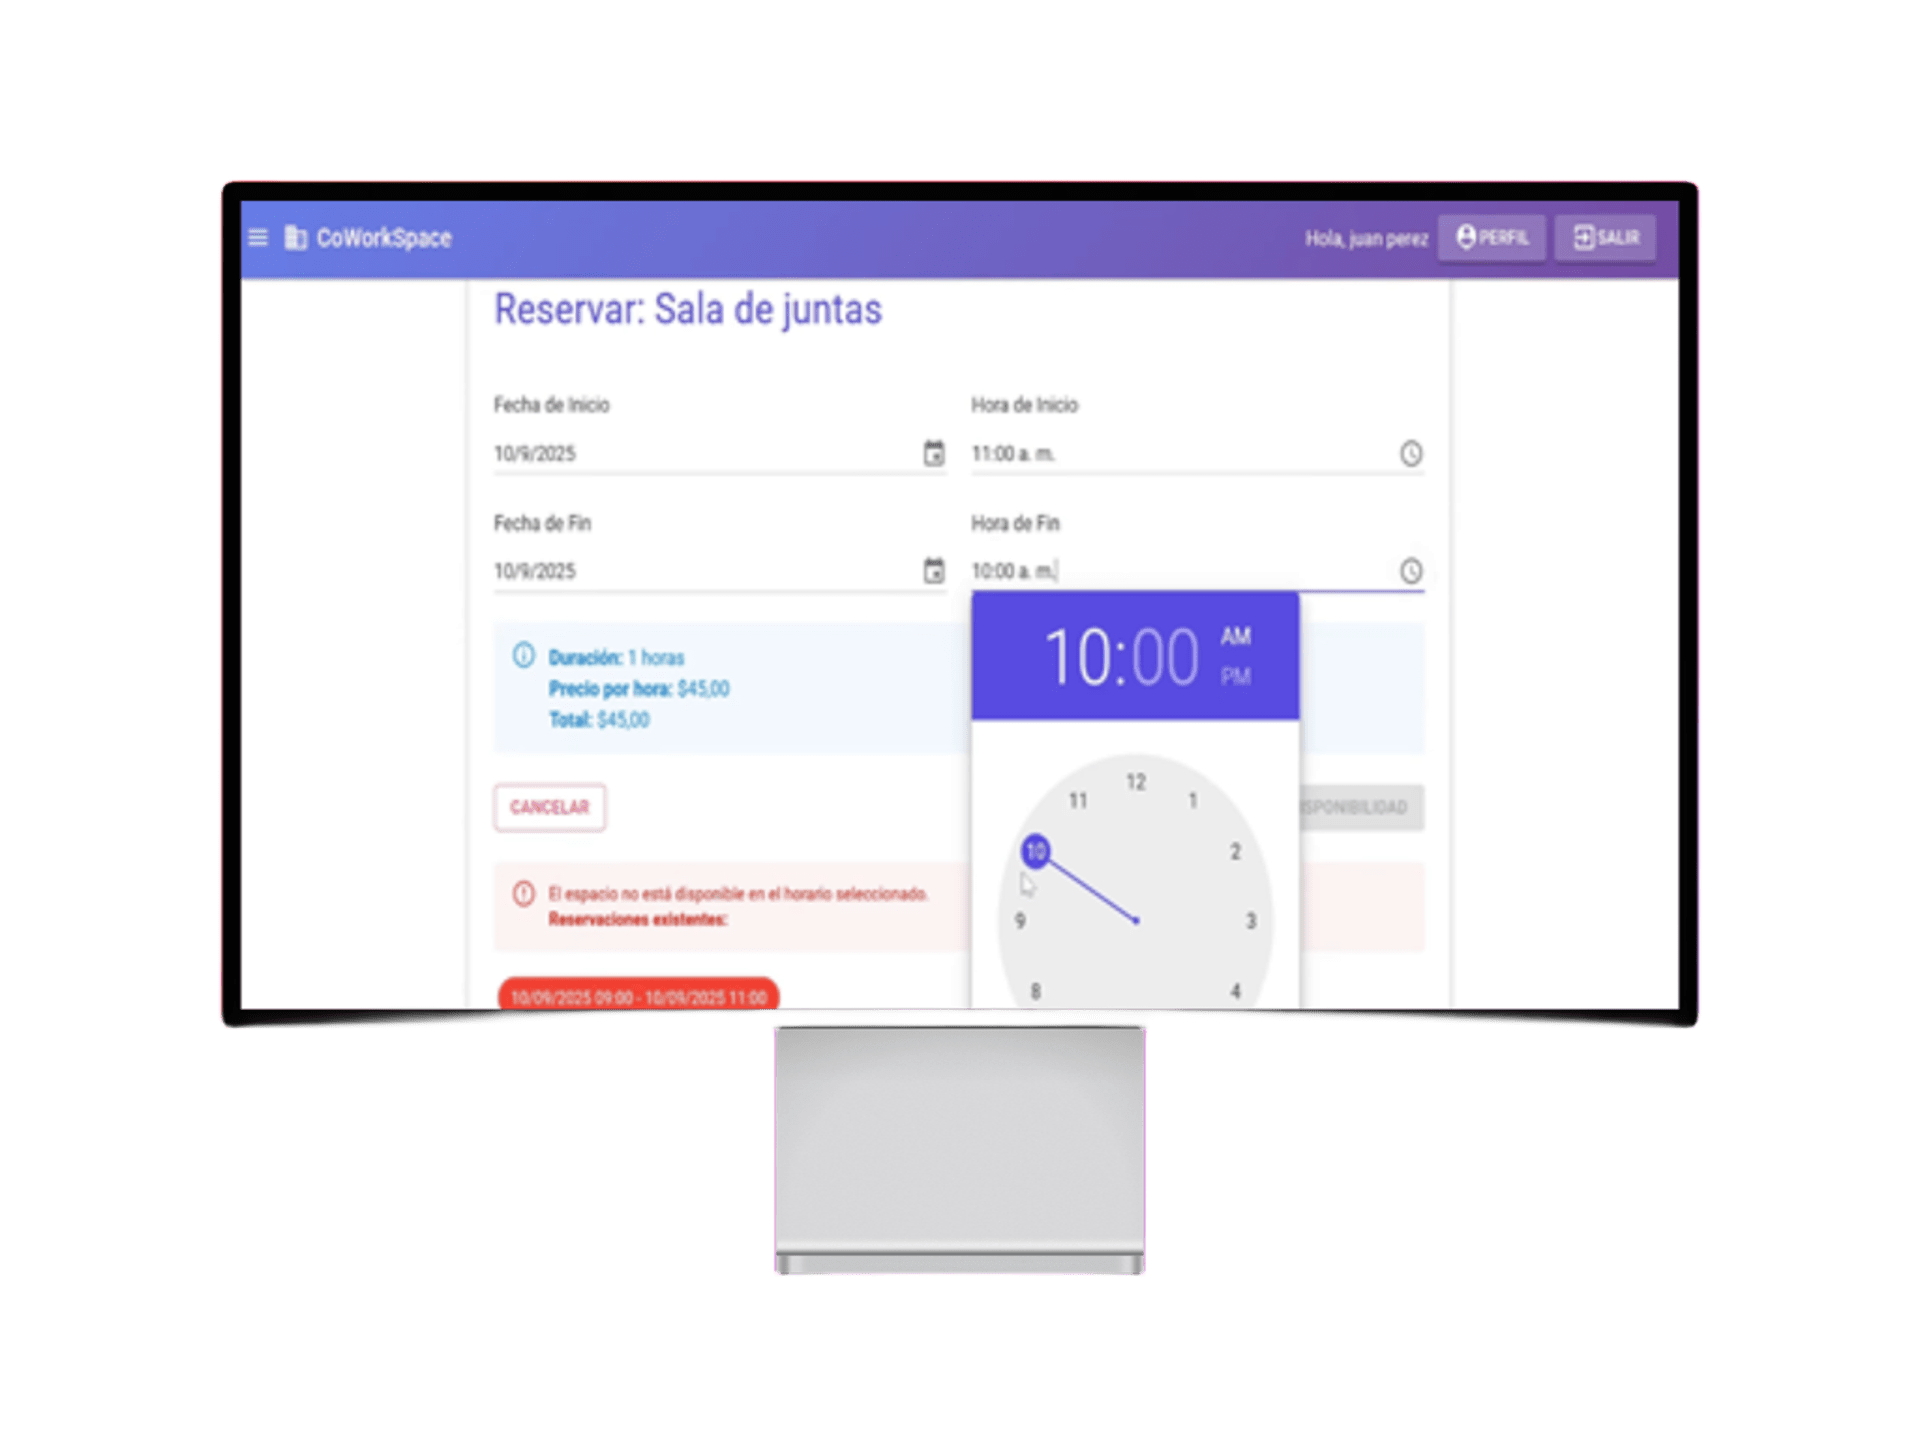 CoWorkSpace
Hola, juan perez
PERFIL
SALIR
Reservar: Sala de juntas
Fecha de Inicio
Hora de Inicio
10/9/2025
11:00 a. m.
Fecha de Fin
Hora de Fin
10/9/2025
10:00 a. m.
10:00
AM
PM
Duración: 1 horas
Precio por hora: $45,00
Total: $45,00
12
11
1
10
2
9
3
8
4
CANCELAR
SPONIBILIDAD
El espacio no está disponible en el horario seleccionado.
Reservaciones existentes:
10/09/2025 09:00 - 10/09/2025 11:00